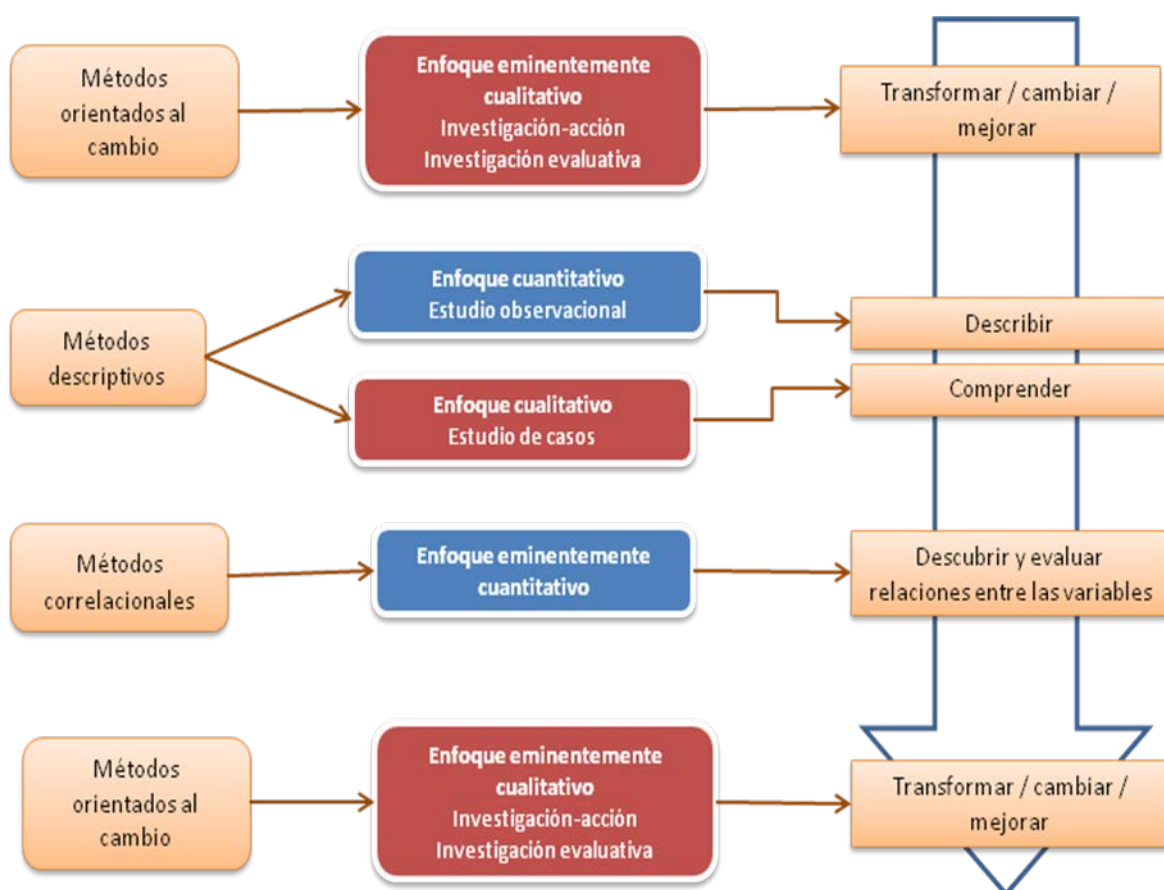 Métodos
orientados al
cambio
Enfoque eminentemente
cualitativo
Investigación-acción
Investigación evaluativa
Transformar / cambiar /
mejorar
Métodos
descriptivos
Enfoque cuantitativo
Estudio observacional
Describir
Enfoque cualitativo
Estudio de casos
Comprender
Métodos
correlacionales
Enfoque eminentemente
cuantitativo
Descubrir y evaluar
relaciones entre las variables
Métodos
orientados al
cambio
Enfoque eminentemente
cualitativo
Investigación-acción
Investigación evaluativa
Transformar / cambiar /
mejorar